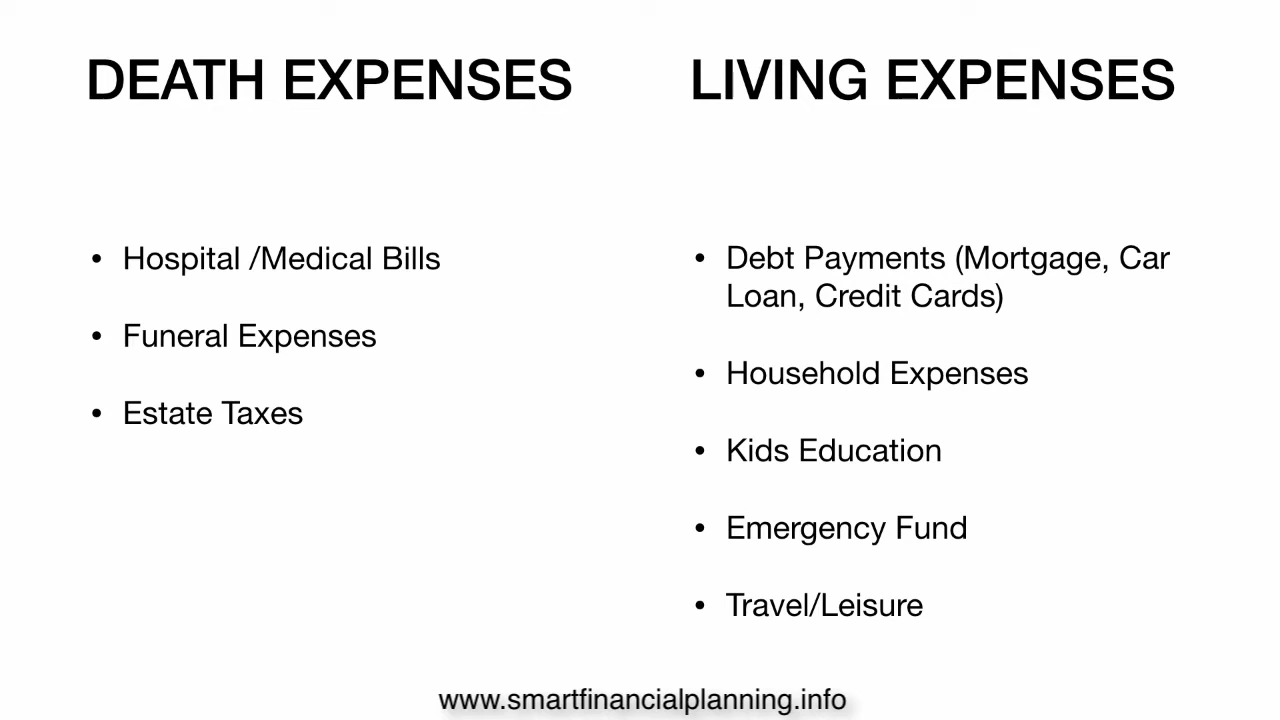 DEATH EXPENSES
• Hospital /Medical Bills
• Funeral Expenses
• Estate Taxes
LIVING EXPENSES
• Debt Payments (Mortgage, Car
Loan, Credit Cards)
• Household Expenses
• Kids Education
• Emergency Fund
• Travel/Leisure
www.smartfinancialplanning.info